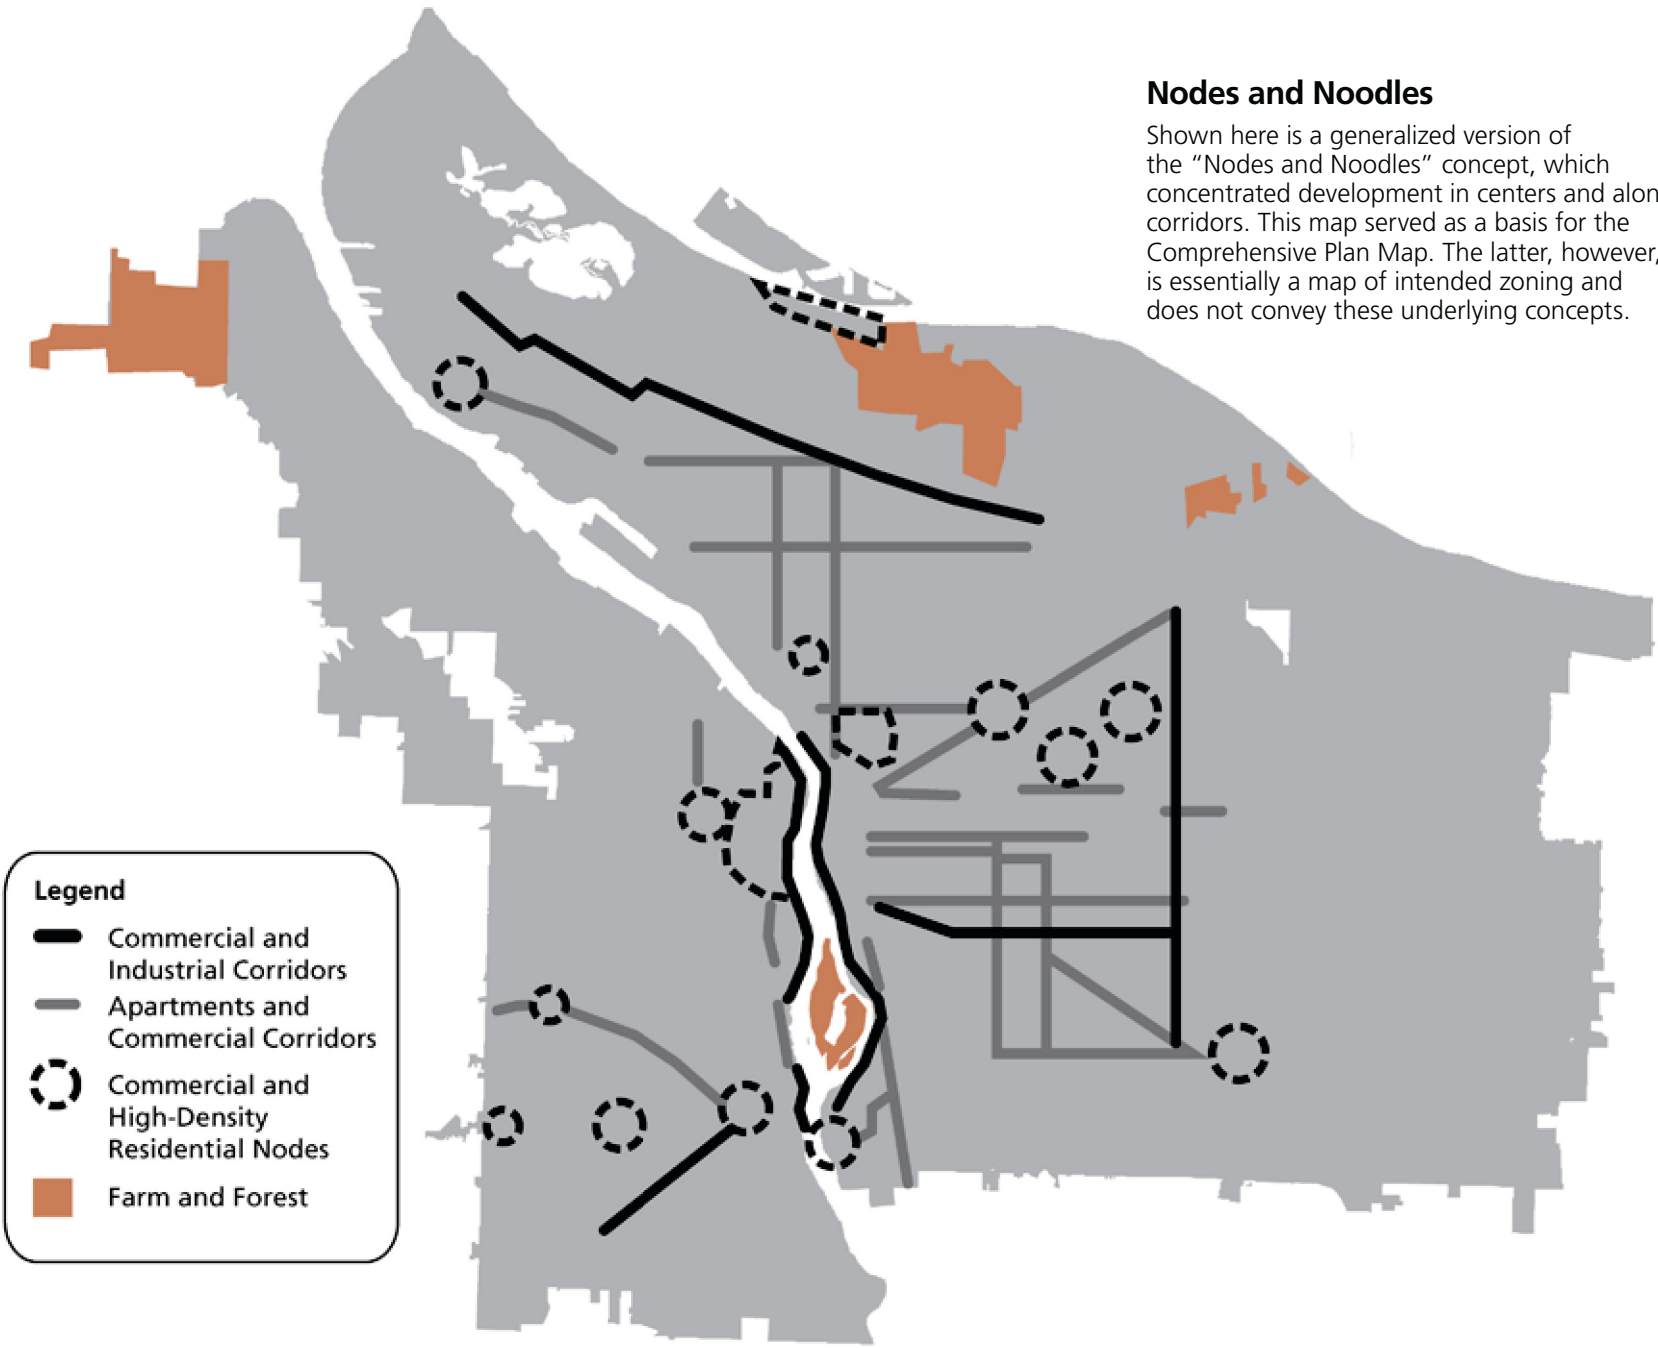 Nodes and Noodles
Shown here is a generalized version of
the “Nodes and Noodles” concept, which
concentrated development in centers and alon
corridors. This map served as a basis for the
Comprehensive Plan Map. The latter, however,
is essentially a map of intended zoning and
does not convey these underlying concepts.
Legend
Commercial and
Industrial Corridors
Apartments and
Commercial Corridors
Commercial and
High-Density
Residential Nodes
Farm and Forest